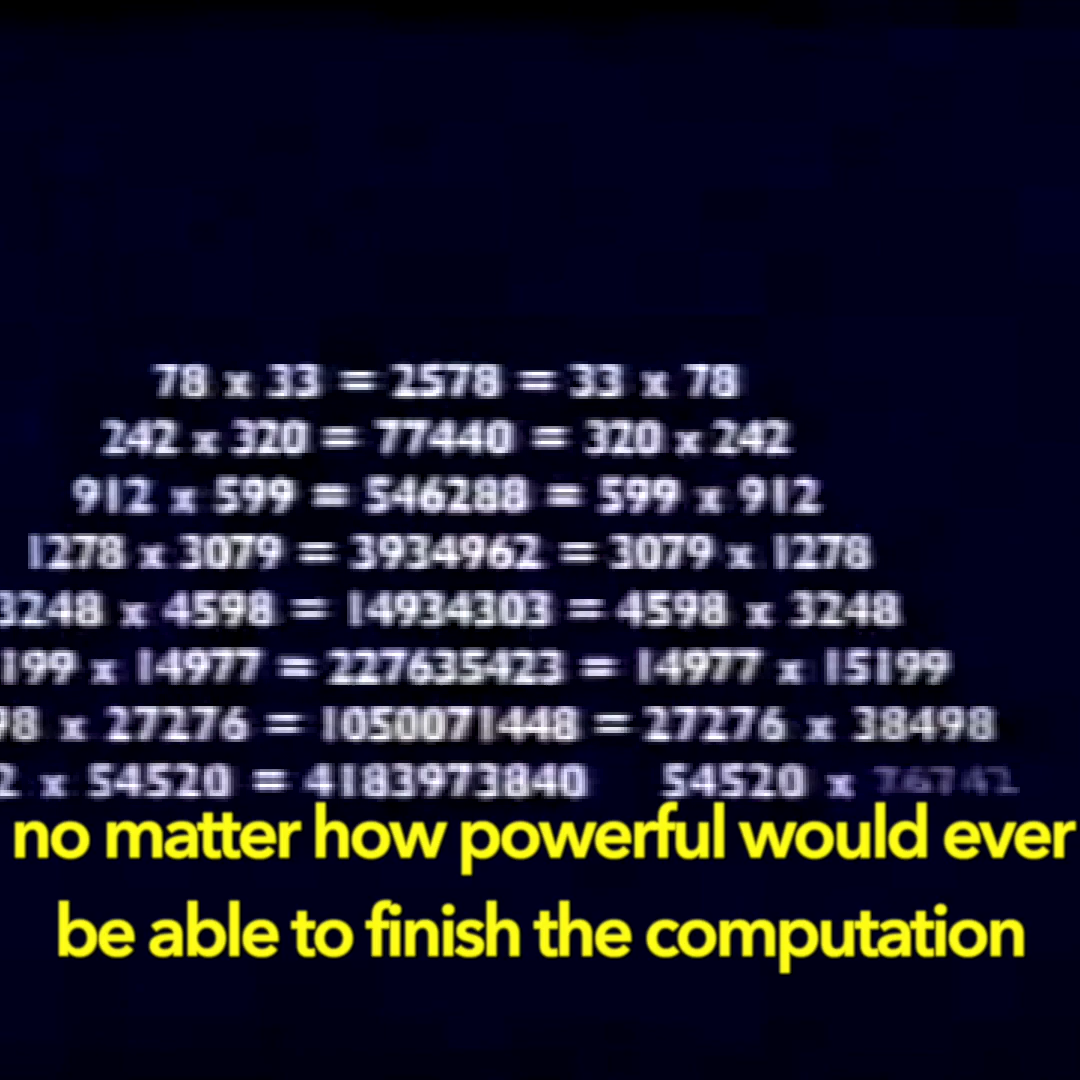 78 x 33 = 2578 = 33 x 78
242 x 320 = 77440 = 320 x 242
912 x 599 = 546288 = 599 x 912
1278 x 3079 = 3934962 = 3079 x 1278
3248 x 4598 = 14934303 = 4598 x 3248
199 x 14977 = 227635423 = 14977 x 15199
98 x 27276 = 1050071448 = 27276 x 38498
2 x 54520 = 4183973840 54520 x
no matter how powerful would ever
be able to finish the computation